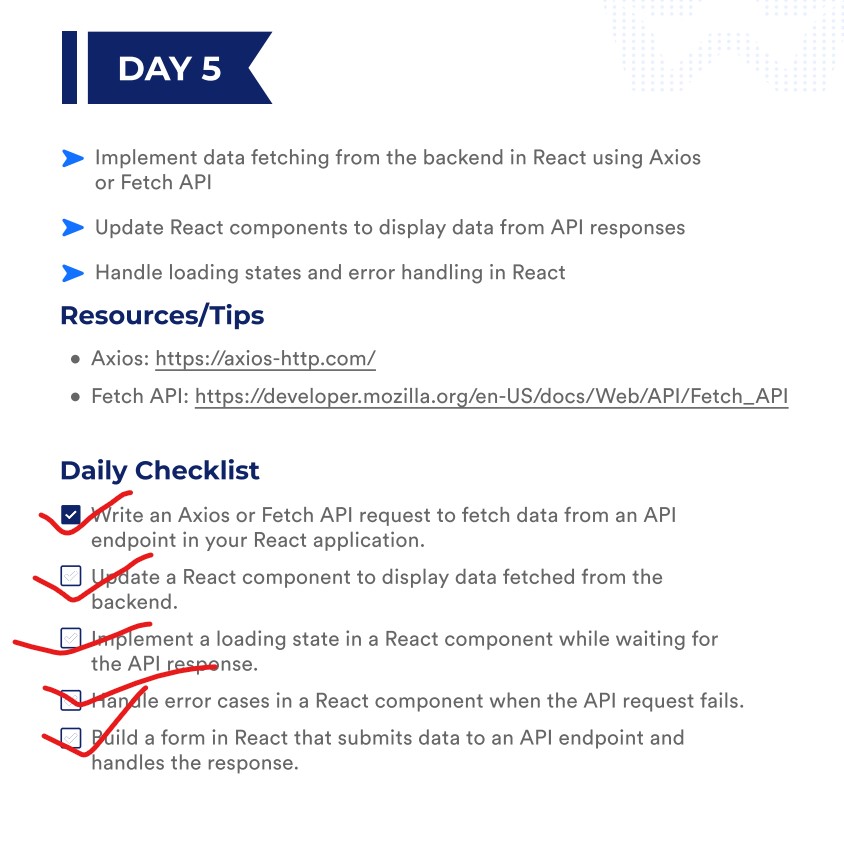 DAY 5
Implement data fetching from the backend in React using Axios
or Fetch API
Update React components to display data from API responses
Handle loading states and error handling in React
Resources/Tips
Axios: https://axios-http.com/
Fetch API: https://developer.mozilla.org/en-US/docs/Web/API/Fetch_API
Daily Checklist
Write an Axios or Fetch API request to fetch data from an API
endpoint in your React application.
Update a React component to display data fetched from the
backend.
Implement a loading state in a React component while waiting for
the API response.
Handle error cases in a React component when the API request fails.
Build a form in React that submits data to an API endpoint and
handles the response.